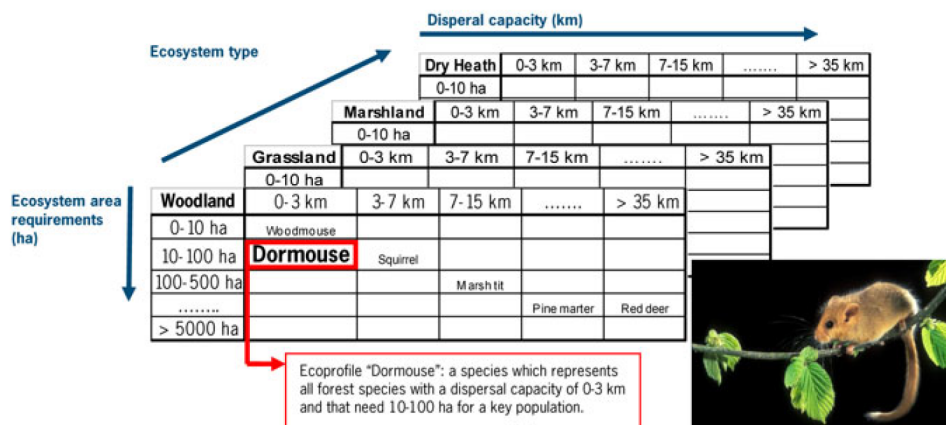 Disperal capacity (km)
Ecosystem type
Dry Heath 0-3 km 3-7 km 7-15 km ....... > 35 km
0-10 ha
Marshland 0-3 km 3-7 km 7-15 km ....... > 35 km
0-10 ha
Grassland 0-3 km 3-7 km 7-15 km ....... > 35 km
0-10 ha
Ecosystem area
requirements
(ha)
Woodland 0-3 km 3-7 km 7-15 km ....... > 35 km
0-10 ha Woodmouse
10-100 ha Dormouse Squirrel
100-500 ha Marsh tit
........ Pine marter Red deer
> 5000 ha
Ecoprofile “Dormouse”: a species which represents
all forest species with a dispersal capacity of 0-3 km
and that need 10-100 ha for a key population.